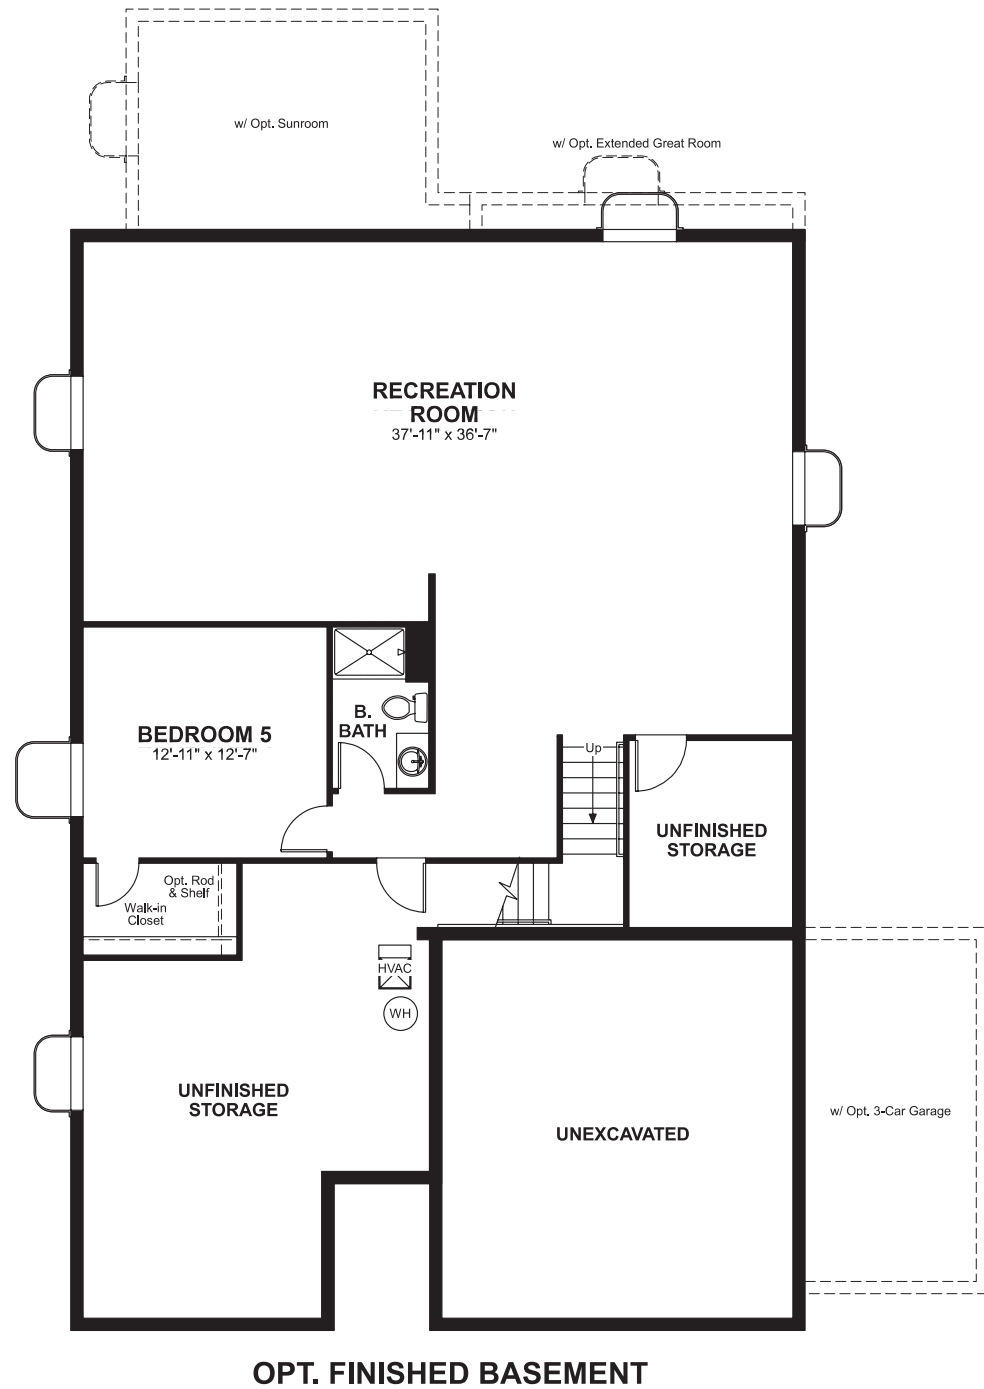 w/ Opt. Sunroom
w/ Opt. Extended Great Room
RECREATION
ROOM
37'-11" x 36'-7"
B.
BATH
BEDROOM 5
12'-11" x 12'-7"
Up
UNFINISHED
STORAGE
Opt. Rod
& Shelf
Walk-in
Closet
HVAC
WH
UNFINISHED
STORAGE
UNEXCAVATED
w/ Opt. 3-Car Garage
OPT. FINISHED BASEMENT